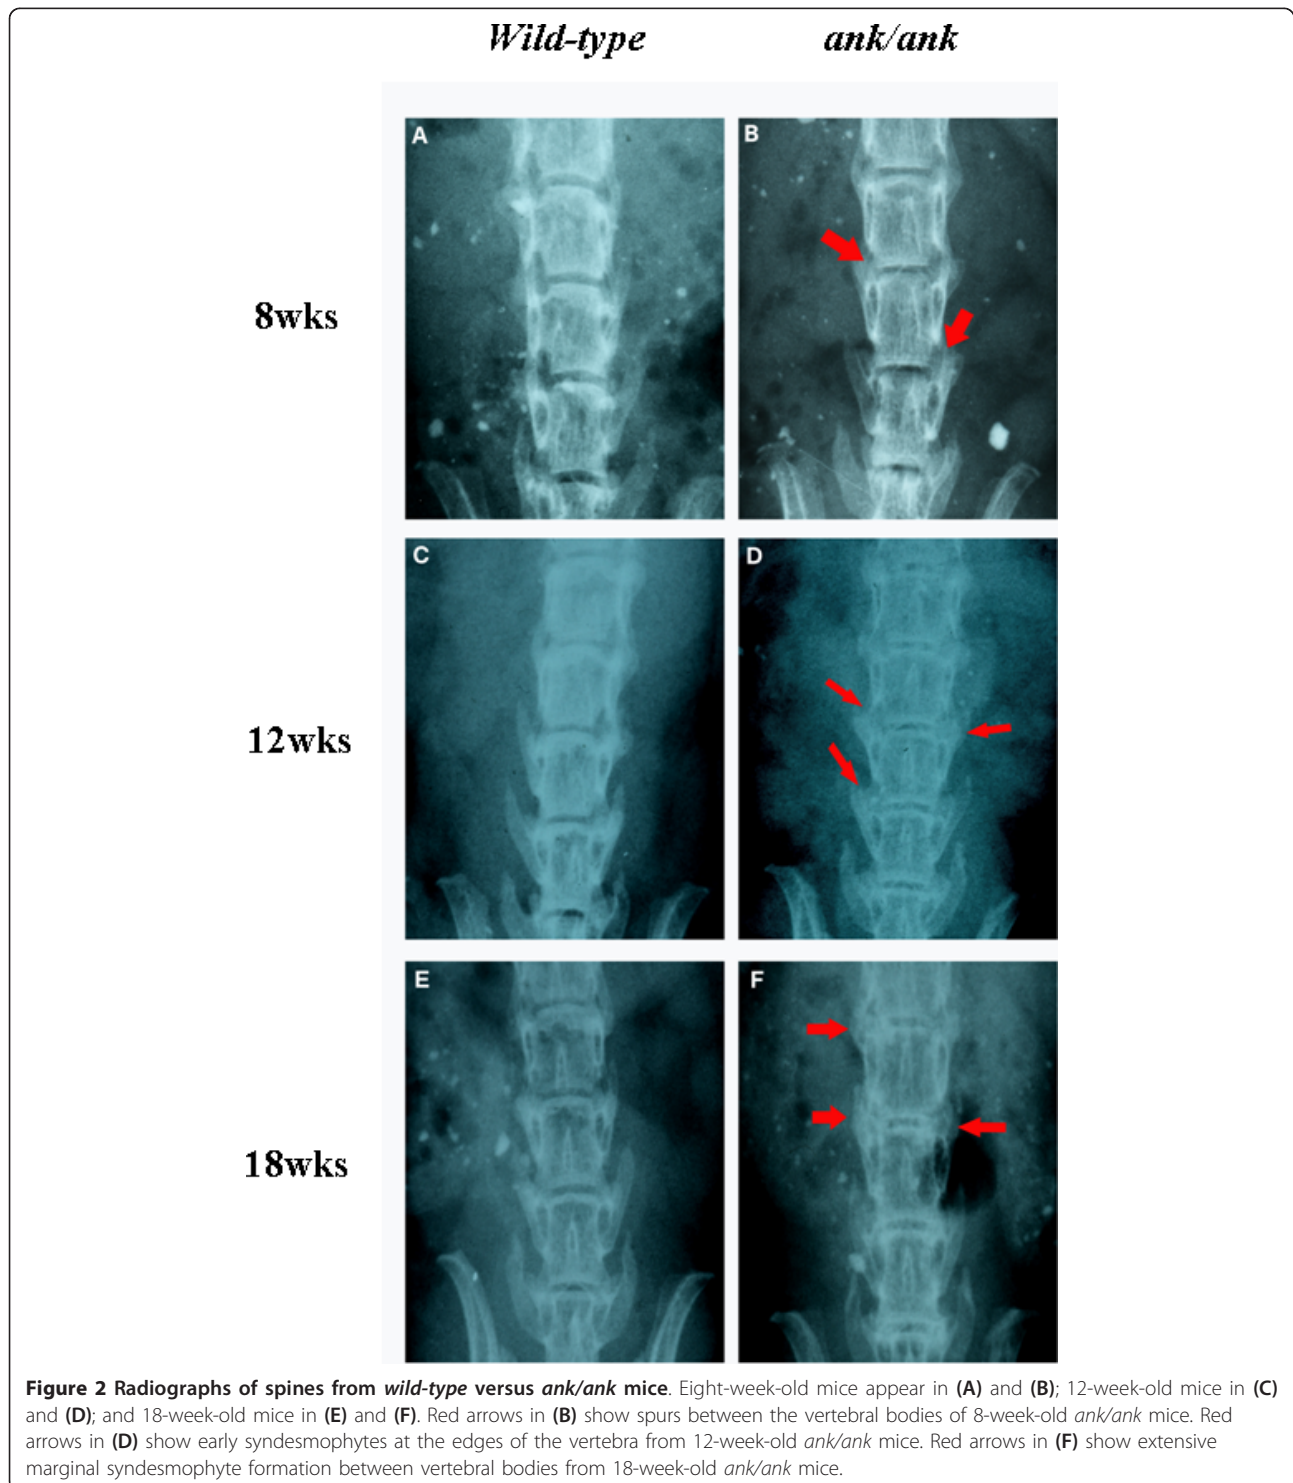 Wild-type ank/ank
A B
8wks
C D
12wks
E F
18wks
Figure 2 Radiographs of spines from wild-type versus ank/ank mice. Eight-week-old mice appear in (A) and (B); 12-week-old mice in (C)
and (D); and 18-week-old mice in (E) and (F). Red arrows in (B) show spurs between the vertebral bodies of 8-week-old ank/ank mice. Red
arrows in (D) show early syndesmophytes at the edges of the vertebra from 12-week-old ank/ank mice. Red arrows in (F) show extensive
marginal syndesmophyte formation between vertebral bodies from 18-week-old ank/ank mice.